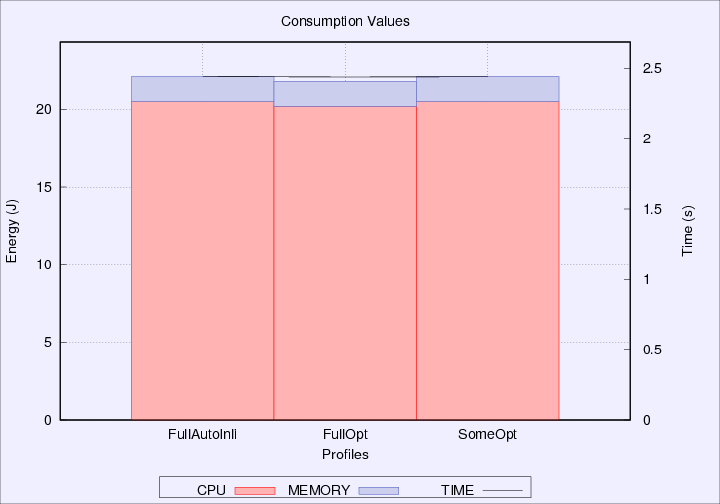 Consumption Values
Energy (J)
20
15
10
5
0
2.5
2
1.5
1
0.5
0
Time (s)
FullAutoInli FullOpt SomeOpt
Profiles
CPU MEMORY TIME